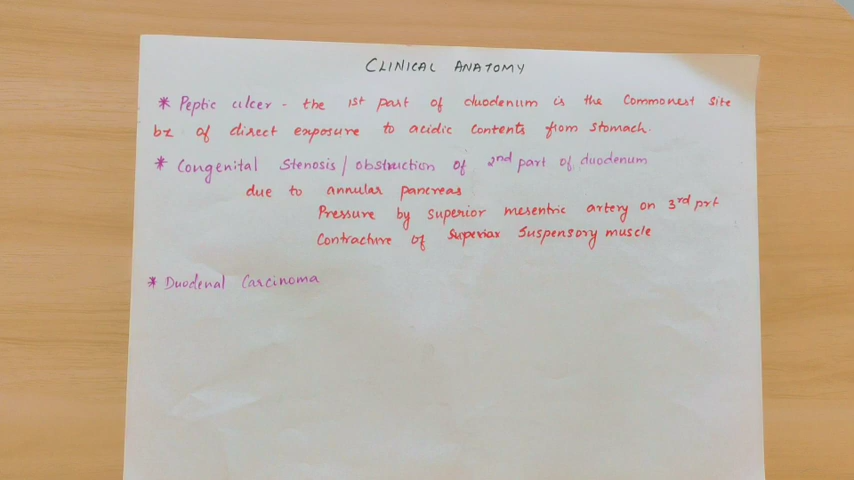 CLINICAL ANATOMY
* Peptic ulcer - the 1st part of duodenum is the Commonest site
bz of direct exposure to acidic contents from stomach.
* Congenital Stenosis/obstruction of 2nd part of duodenum
due to annular pancreas
Pressure by superior mesentric artery on 3rd prt
Contracture of Superior Suspensory muscle
* Duodenal Carcinoma